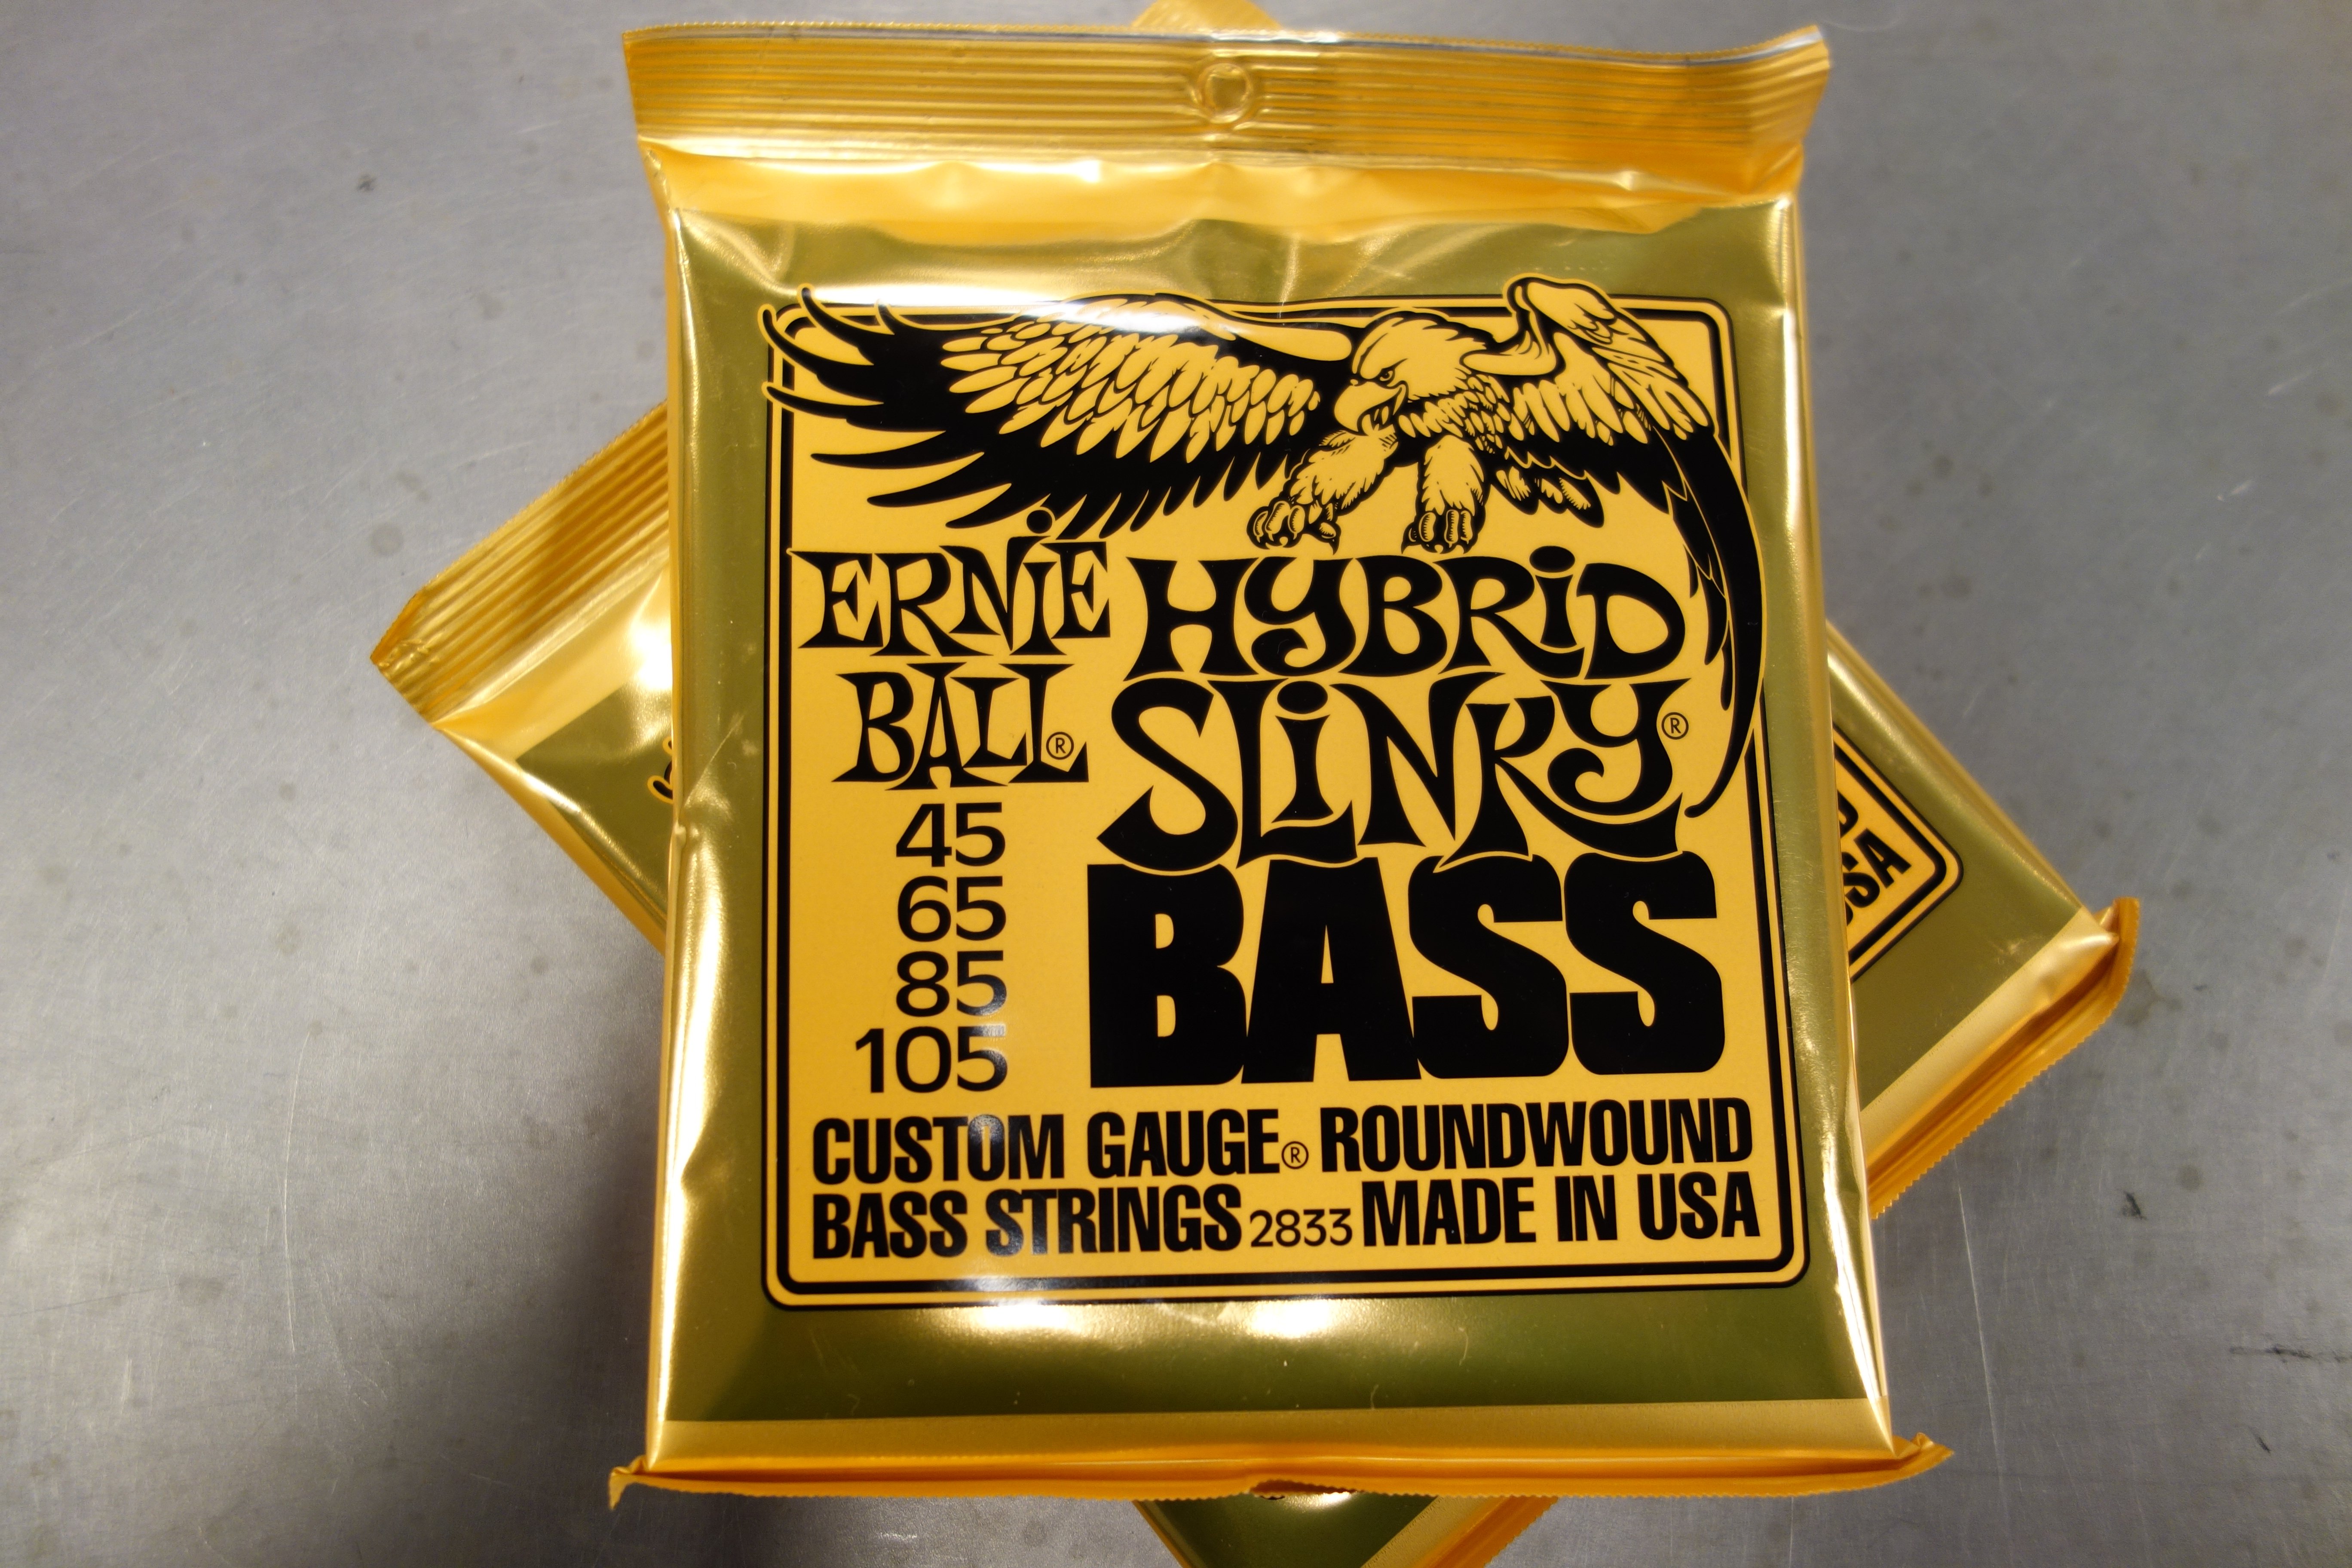 ERNiE
BALL®
HYBRiD
SLiNKY®
BASS
45
65
85
105
CUSTOM GAUGE® ROUNDWOUND
BASS STRINGS 2833 MADE IN USA